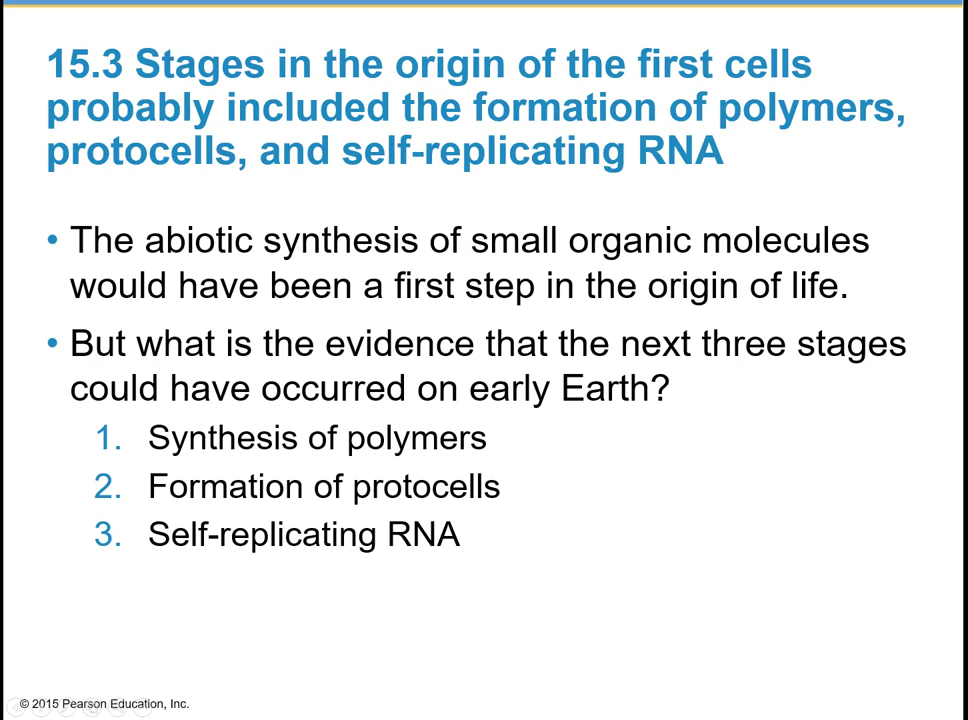 15.3 Stages in the origin of the first cells
probably included the formation of polymers,
protocells, and self-replicating RNA
• The abiotic synthesis of small organic molecules
would have been a first step in the origin of life.
• But what is the evidence that the next three stages
could have occurred on early Earth?
1. Synthesis of polymers
2. Formation of protocells
3. Self-replicating RNA
© 2015 Pearson Education, Inc.